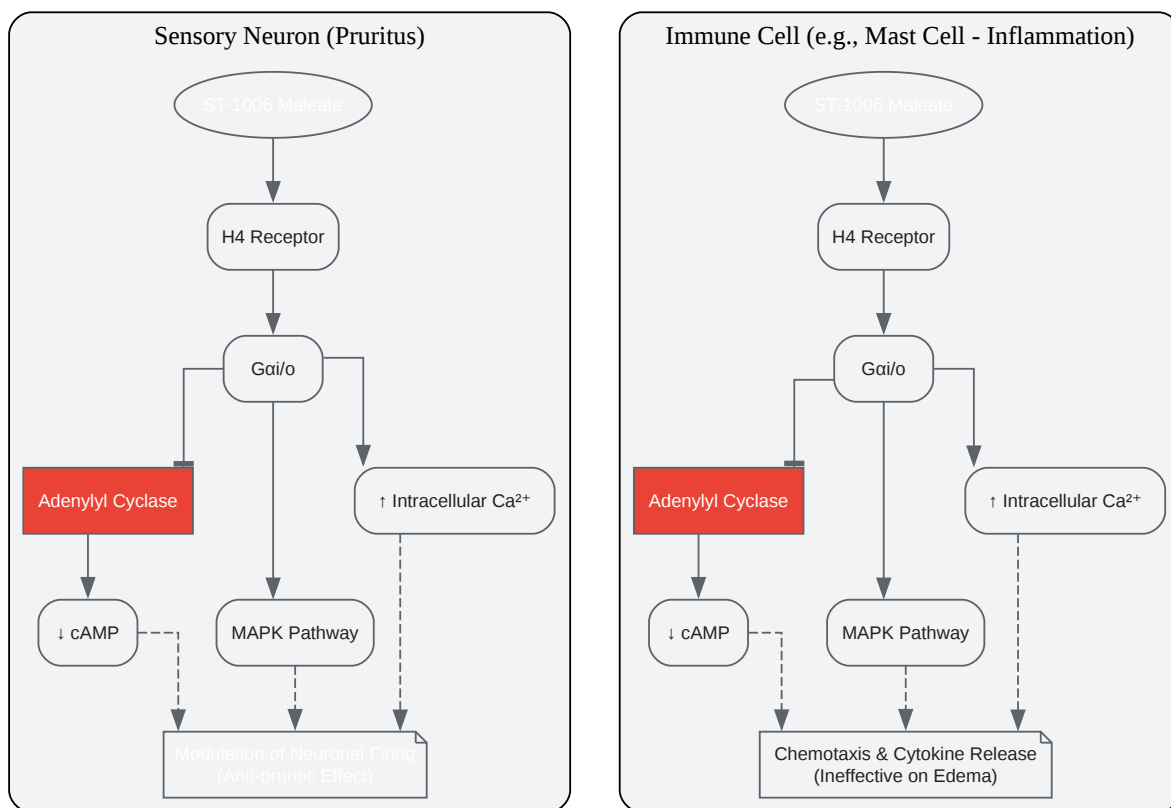 Sensory Neuron (Pruritus)
ST-1006 Maleate
H4 Receptor
Gαi/o
Adenylyl Cyclase
↑ Intracellular Ca²⁺
↓ cAMP
MAPK Pathway
Modulation of Neuronal Firing
(Anti-pruritic Effect)
Immune Cell (e.g., Mast Cell - Inflammation)
ST-1006 Maleate
H4 Receptor
Gαi/o
Adenylyl Cyclase
↑ Intracellular Ca²⁺
↓ cAMP
MAPK Pathway
Chemotaxis & Cytokine Release
(Ineffective on Edema)